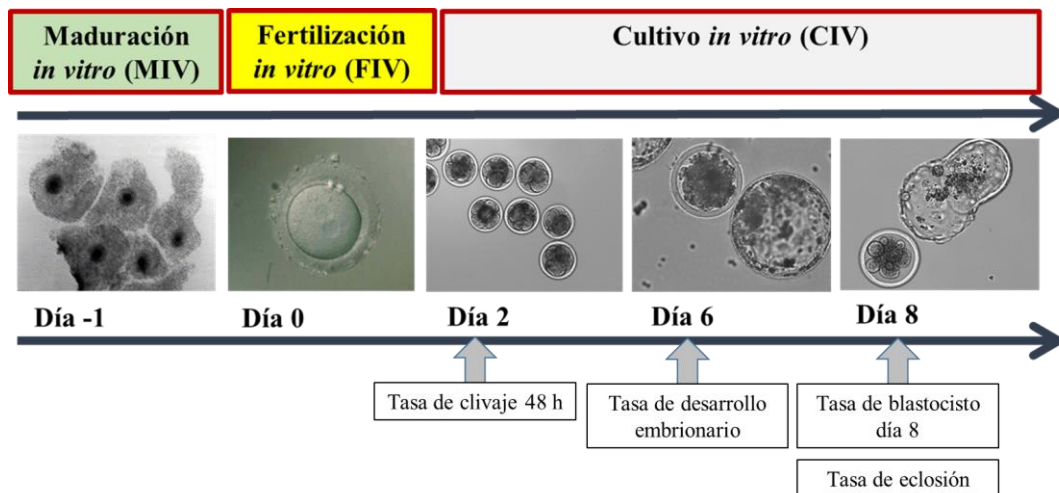 Maduración
in vitro (MIV)
Fertilización
in vitro (FIV)
Cultivo in vitro (CIV)
Día -1
Día 0
Día 2
Día 6
Día 8
Tasa de clivaje 48 h
Tasa de desarrollo
embrionario
Tasa de blastocisto
día 8
Tasa de eclosión